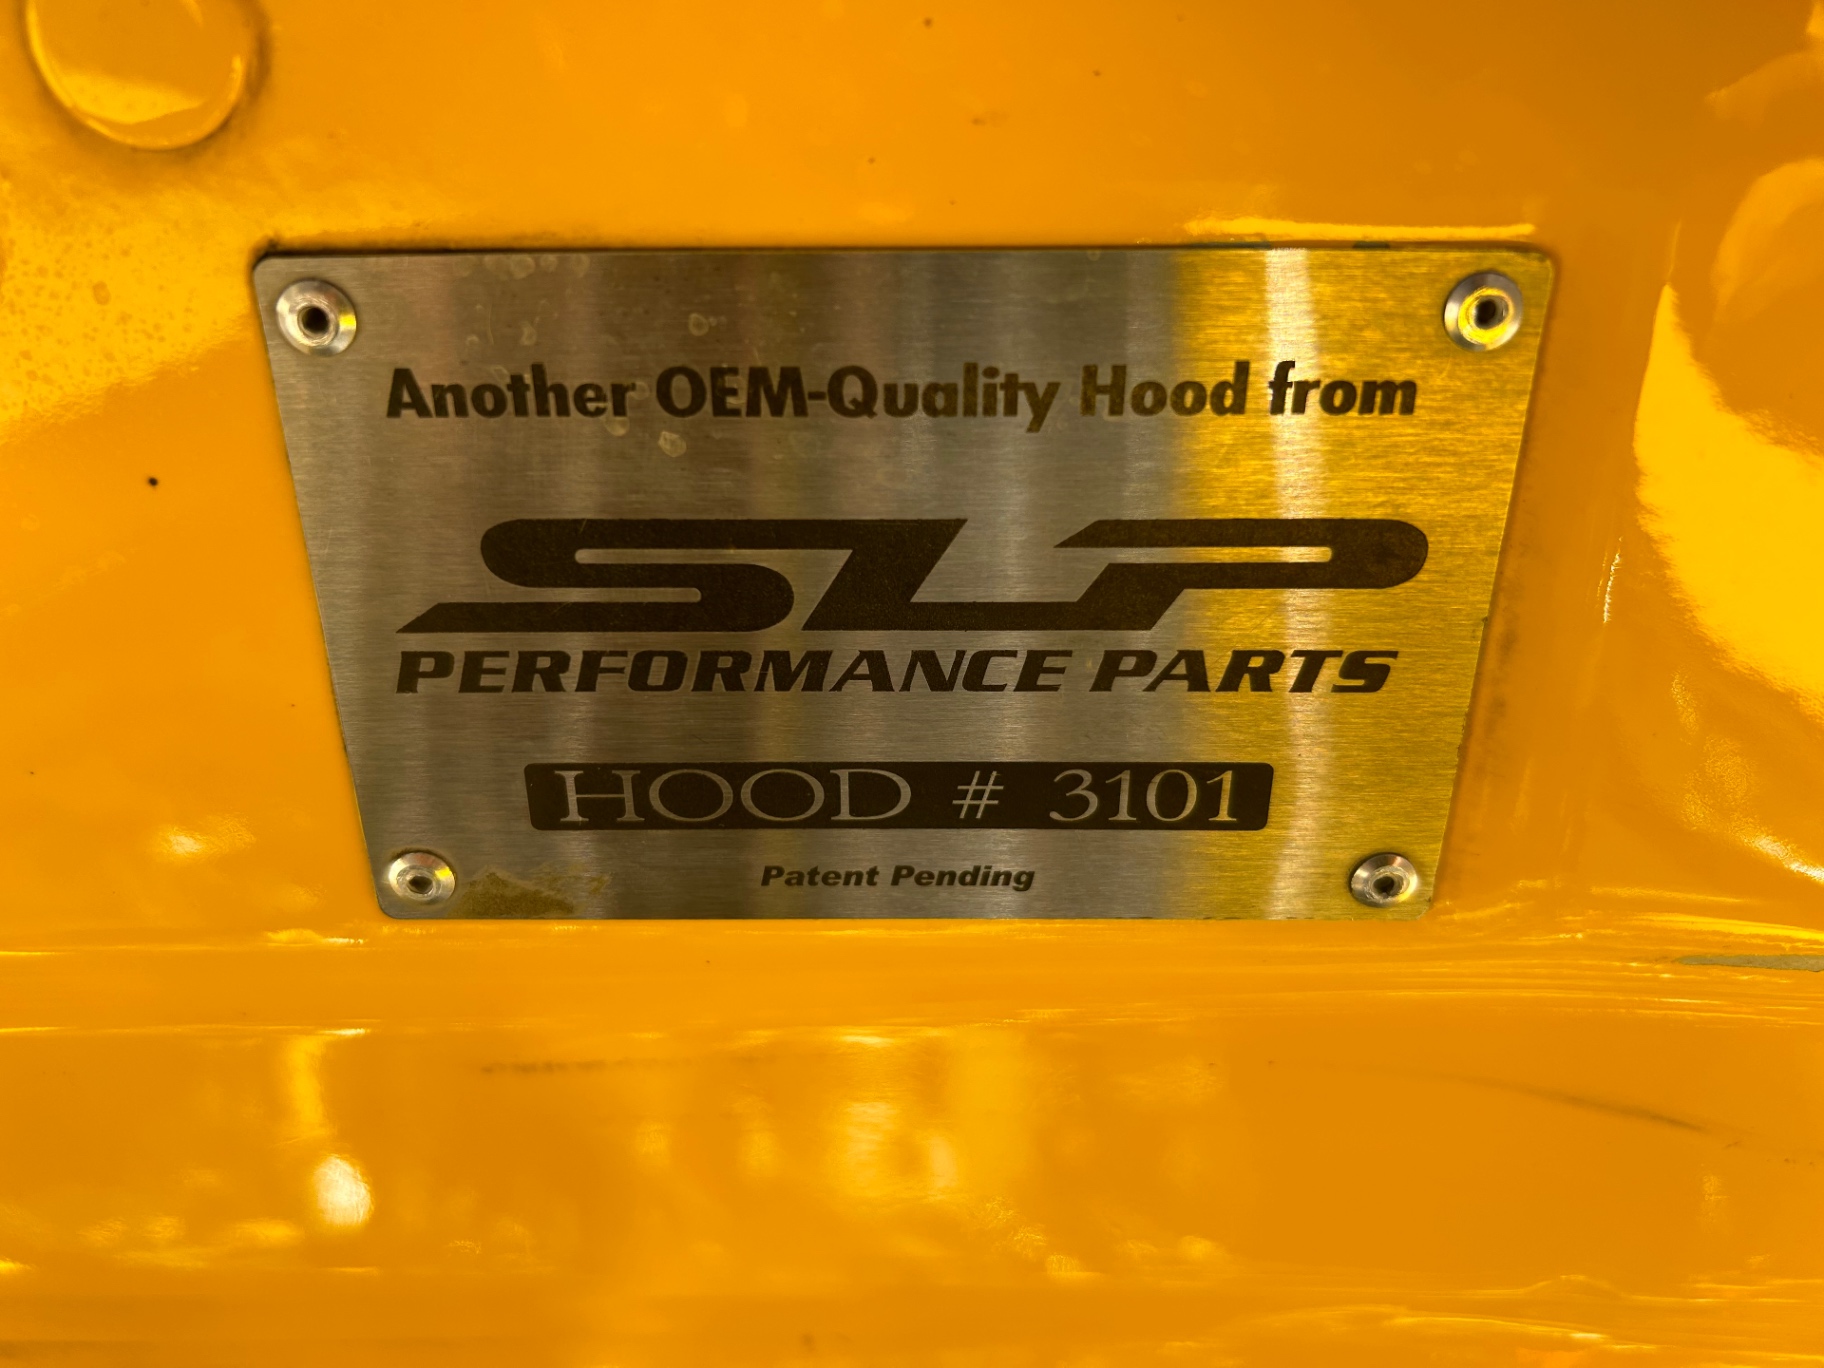 Another OEM-Quality Hood from
SLP
PERFORMANCE PARTS
HOOD # 3101
Patent Pending